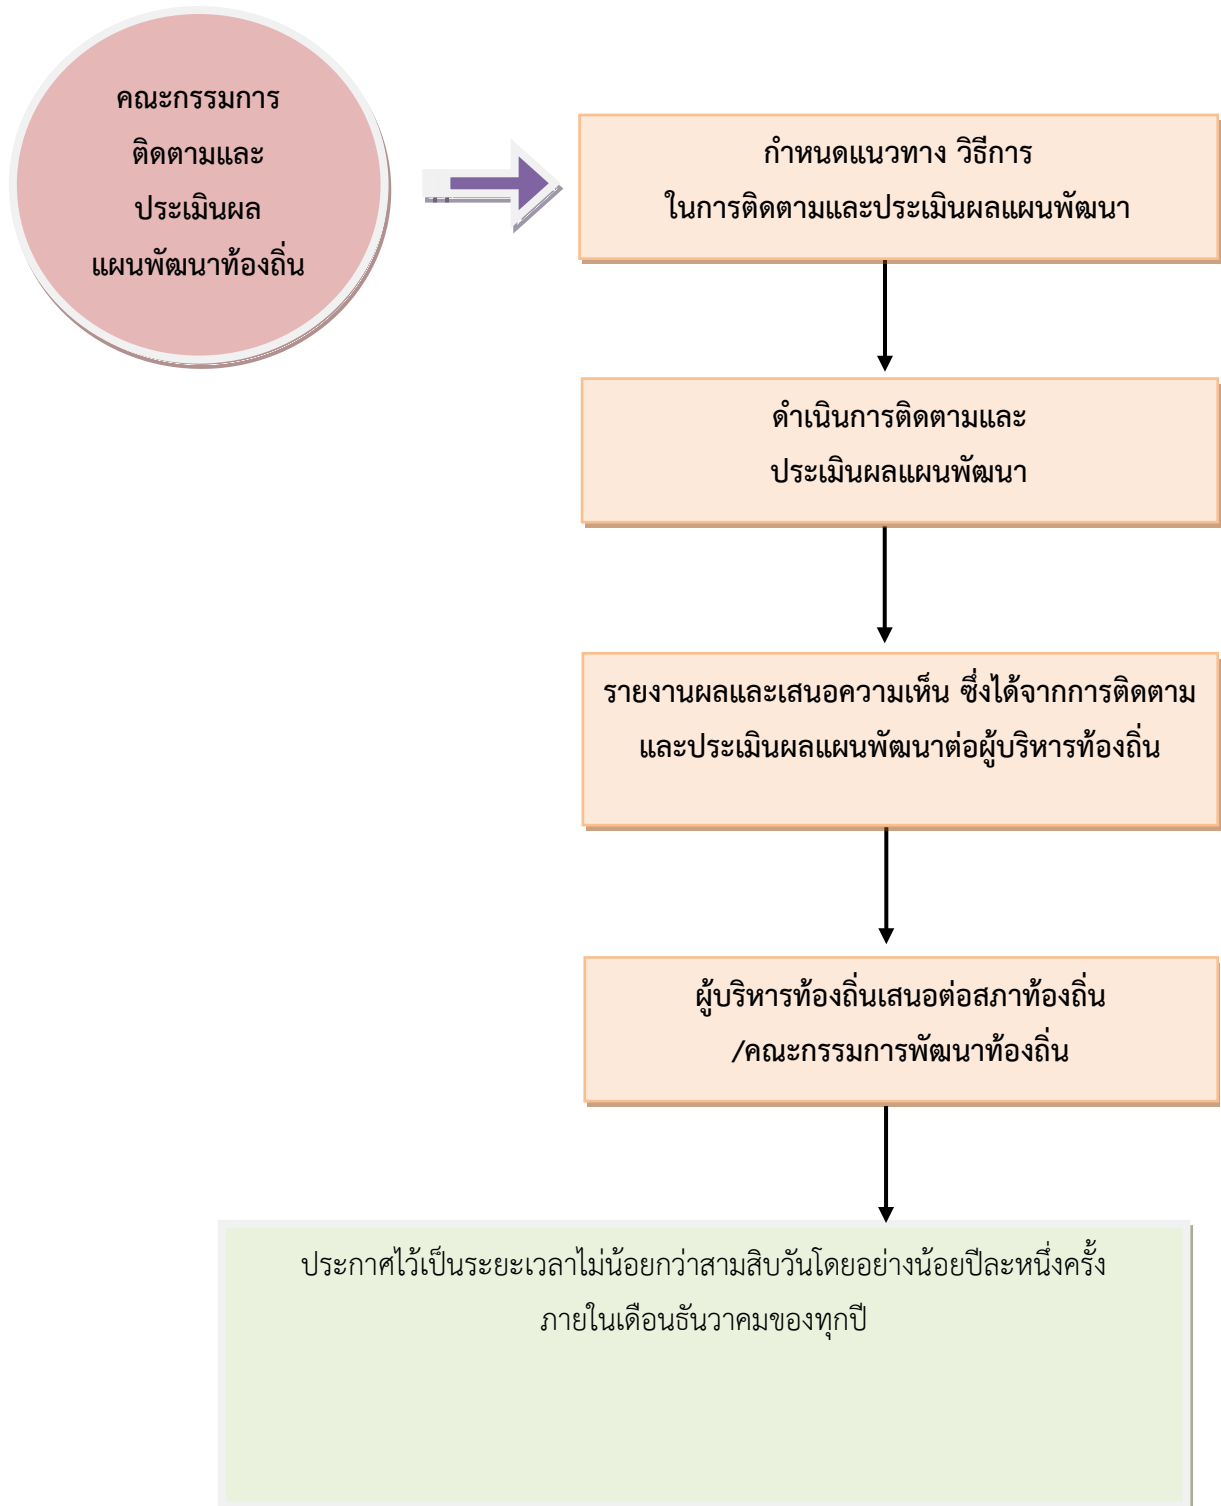 คณะกรรมการ
ติดตามและ
ประเมินผล
แผนพัฒนาท้องถิ่น
กำหนดแนวทาง วิธีการ
ในการติดตามและประเมินผลแผนพัฒนา
ดำเนินการติดตามและ
ประเมินผลแผนพัฒนา
รายงานผลและเสนอความเห็น ซึ่งได้จากการติดตาม
และประเมินผลแผนพัฒนาต่อผู้บริหารท้องถิ่น
ผู้บริหารท้องถิ่นเสนอต่อสภาท้องถิ่น
/คณะกรรมการพัฒนาท้องถิ่น
ประกาศไว้เป็นระยะเวลาไม่น้อยกว่าสามสิบวันโดยอย่างน้อยปีละหนึ่งครั้ง
ภายในเดือนธันวาคมของทุกปี